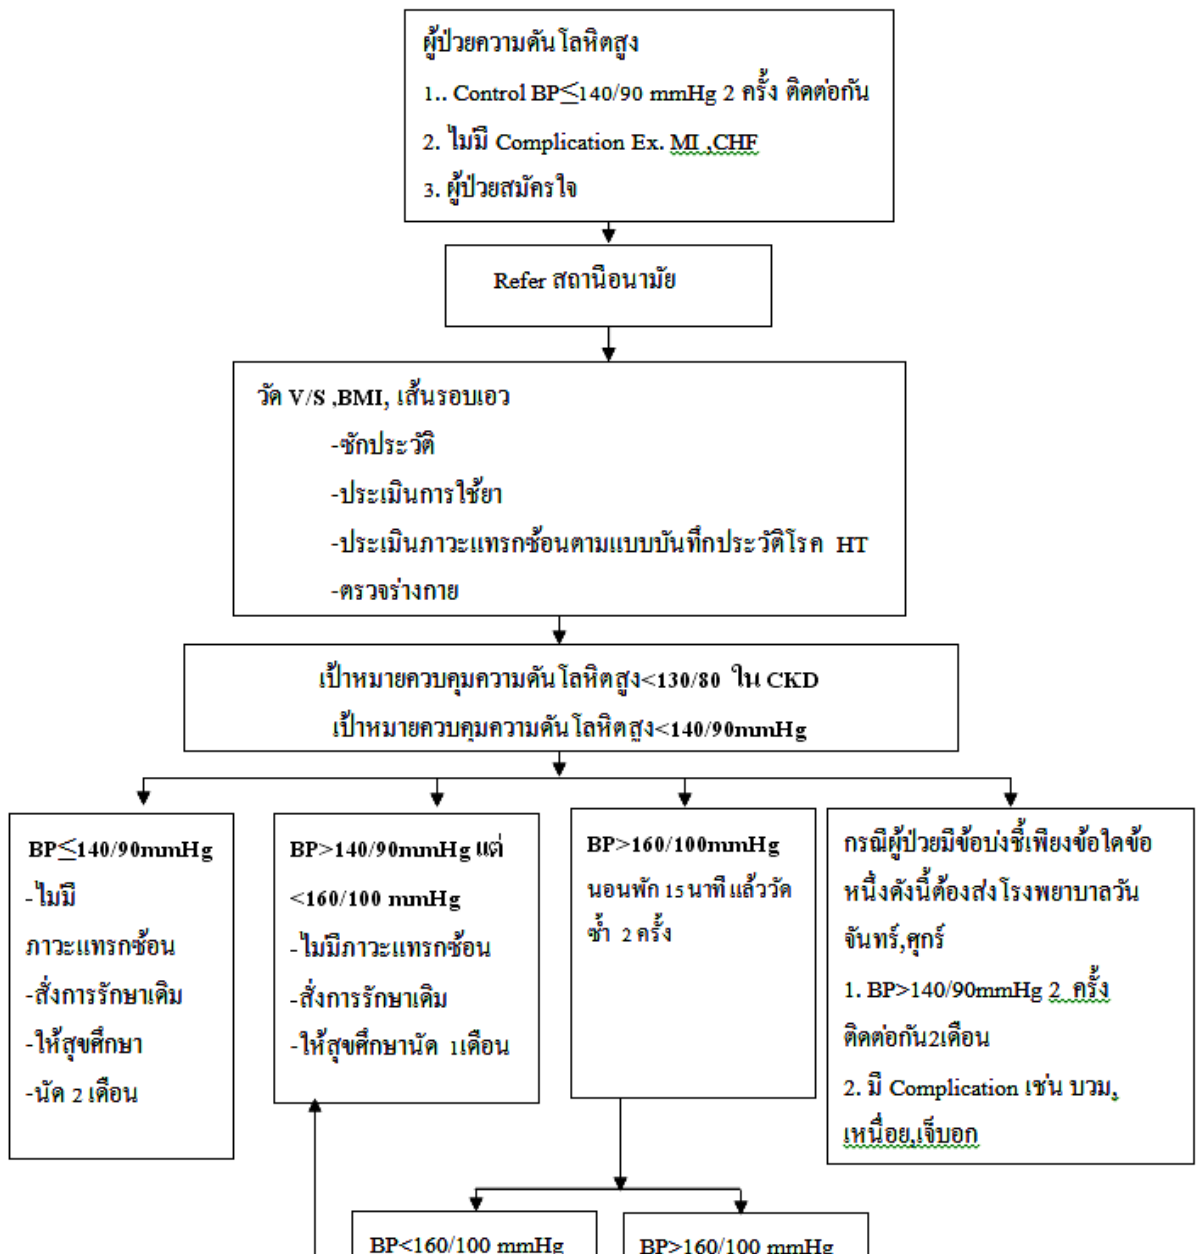 ผู้ป่วยความดันโลหิตสูง
1.. Control BP≤140/90 mmHg 2 ครั้ง ติดต่อกัน
2. ไม่มี Complication Ex. MI ,CHF
3. ผู้ป่วยสมัครใจ
Refer สถานีอนามัย
วัด V/S ,BMI, เส้นรอบเอว
-ซักประวัติ
-ประเมินการใช้ยา
-ประเมินภาวะแทรกซ้อนตามแบบบันทึกประวัติโรค HT
-ตรวจร่างกาย
เป้าหมายควบคุมความดันโลหิตสูง<130/80 ใน CKD
เป้าหมายควบคุมความดันโลหิตสูง<140/90mmHg
BP≤140/90mmHg
-ไม่มี
ภาวะแทรกซ้อน
-สั่งการรักษาเดิม
-ให้สุขศึกษา
-นัด 2 เดือน
BP>140/90mmHg แต่
<160/100 mmHg
-ไม่มีภาวะแทรกซ้อน
-สั่งการรักษาเดิม
-ให้สุขศึกษานัด 1เดือน
BP>160/100mmHg
นอนพัก 15 นาที แล้ววัด
ซ้ำ 2 ครั้ง
กรณีผู้ป่วยมีข้อบ่งชี้เพียงข้อใดข้อ
หนึ่งดังนี้ต้องส่งโรงพยาบาลวัน
จันทร์,ศุกร์
1. BP>140/90mmHg 2 ครั้ง
ติดต่อกัน2เดือน
2. มี Complication เช่น บวม,
เหนื่อย,เจ็บอก
BP<160/100 mmHg
BP>160/100 mmHg